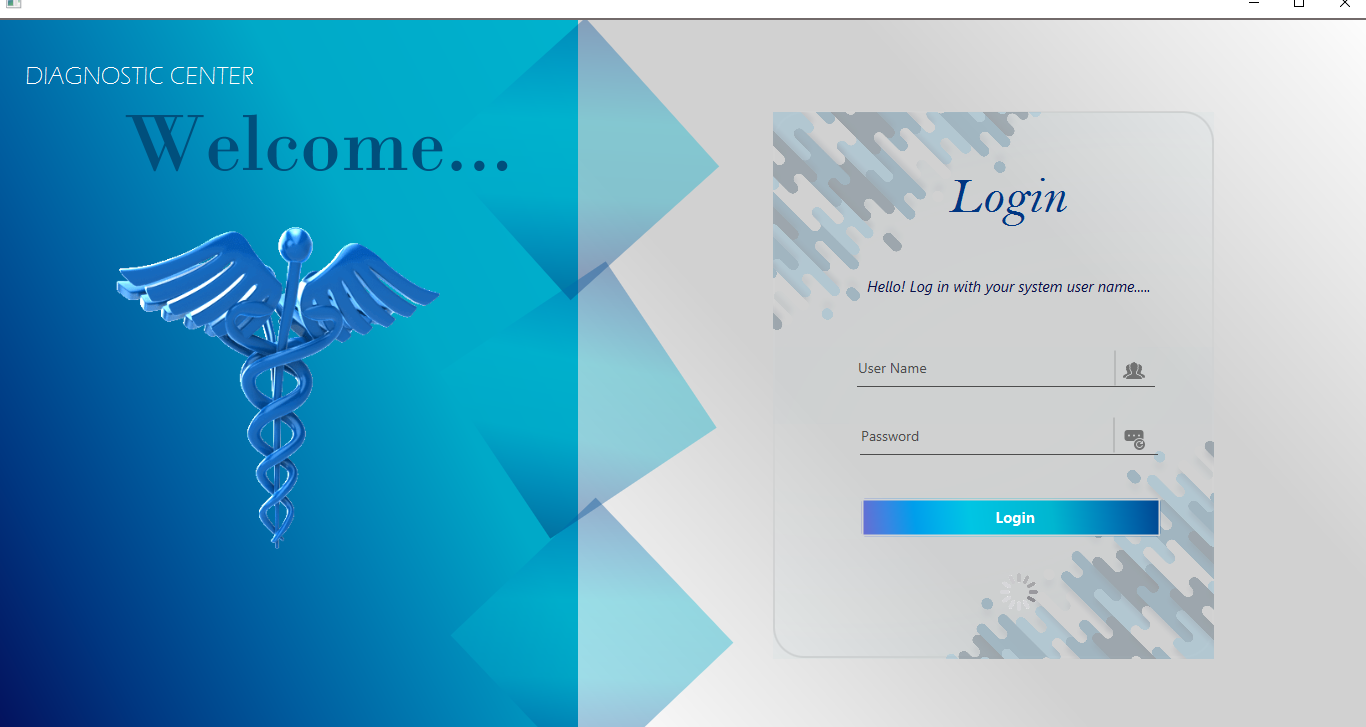 DIAGNOSTIC CENTER
Welcome...
Login
Hello! Log in with your system user name.....
User Name
Password
Login